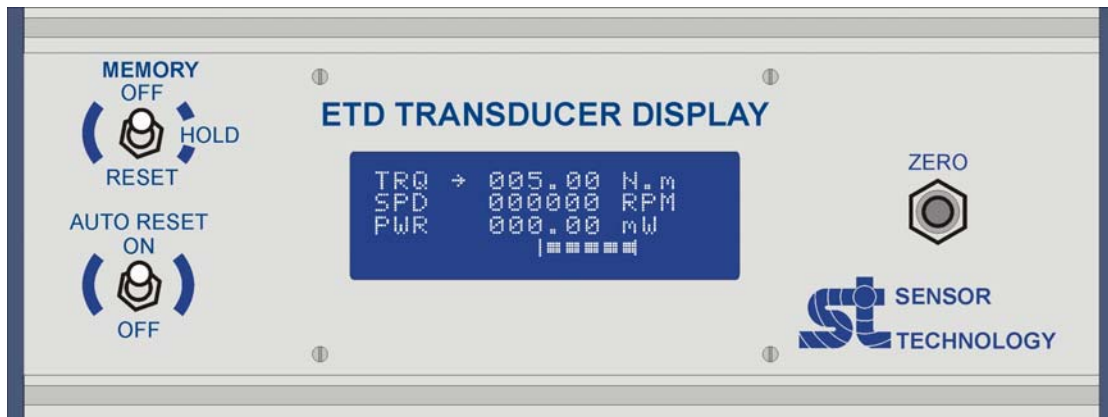 MEMORY
OFF
HOLD
RESET
AUTO RESET
ON
OFF
ETD TRANSDUCER DISPLAY
TRQ → 005.00 N.m
SPD 000000 RPM
PWR 000.00 mW
ZERO
st SENSOR
TECHNOLOGY